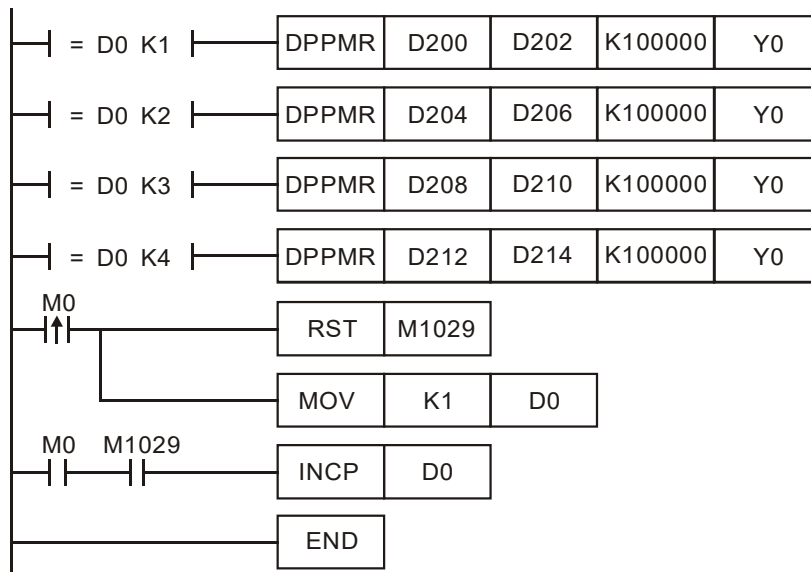 = D0 K1 DPPMR D200 D202 K100000 Y0
= D0 K2 DPPMR D204 D206 K100000 Y0
= D0 K3 DPPMR D208 D210 K100000 Y0
= D0 K4 DPPMR D212 D214 K100000 Y0
M0
RST M1029
MOV K1 D0
M0 M1029
INCP D0
END